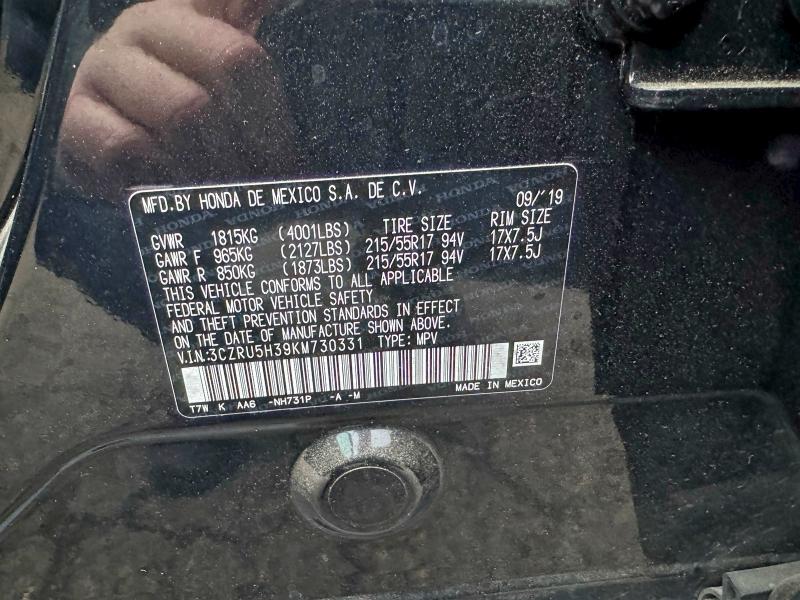 MFD.BY HONDA DE MEXICO S.A. DE C.V. 09/'19
GVWR 1815KG (4001LBS) TIRE SIZE RIM SIZE
GAWR F 965KG (2127LBS) 215/55R17 94V 17X7.5J
GAWR R 850KG (1873LBS) 215/55R17 94V 17X7.5J
THIS VEHICLE CONFORMS TO ALL APPLICABLE
FEDERAL MOTOR VEHICLE SAFETY
AND THEFT PREVENTION STANDARDS IN EFFECT
ON THE DATE OF MANUFACTURE SHOWN ABOVE.
V.I.N:3CZRU5H39KM730331 TYPE: MPV
MADE IN MEXICO
T7W K AA6 -NH731P -A -M